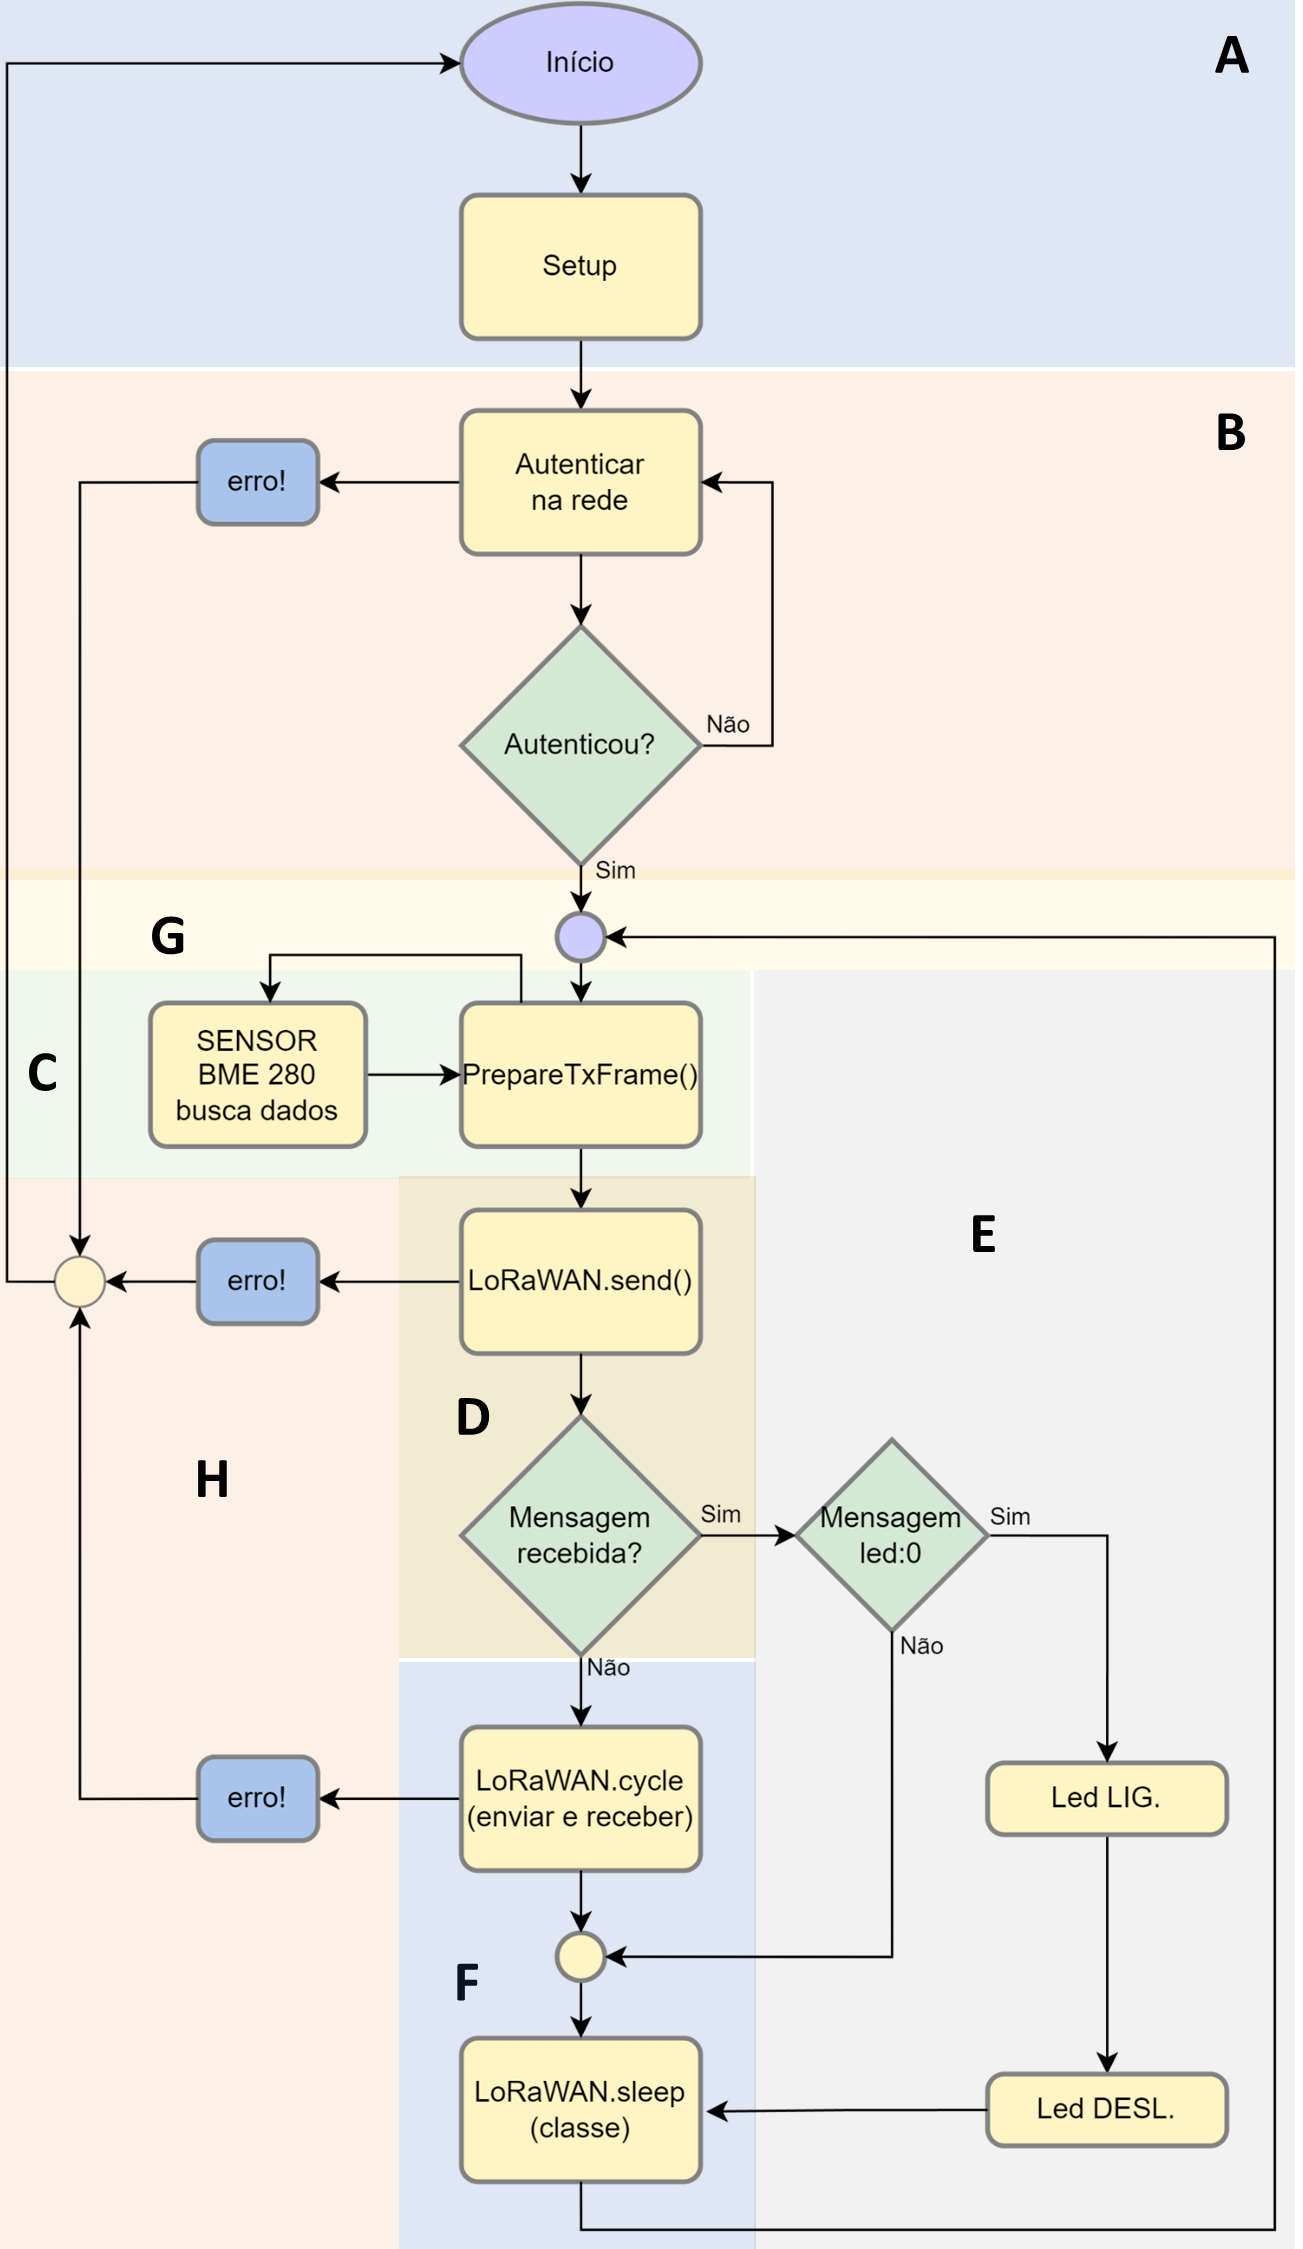 Início
A
Setup
B
Autenticar
na rede
erro!
Autenticou?
Não
Sim
G
C
SENSOR
BME 280
busca dados
PrepareTxFrame()
E
erro!
LoRaWAN.send()
D
H
Mensagem
recebida?
Sim
Mensagem
led:0
Sim
Não
Não
erro!
LoRaWAN.cycle
(enviar e receber)
Led LIG.
F
LoRaWAN.sleep
(classe)
Led DESL.